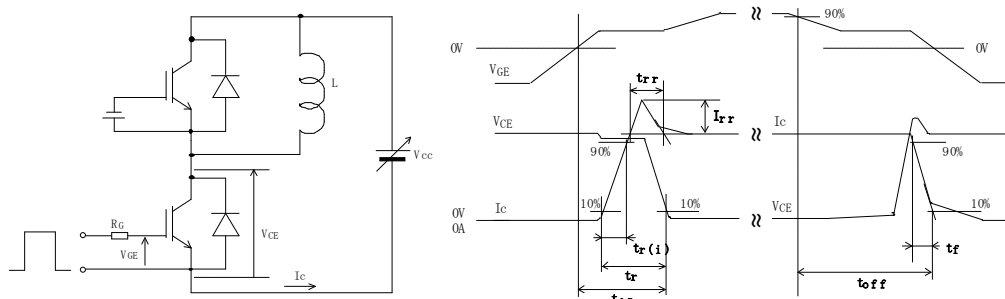 L
Vcc
RG
VGE
VCE
Ic
0V
VGE
90%
0V
trr
Irr
VCE
Ic
90%
90%
0V
0A
Ic
10%
10%
VCE
10%
tr(i)
tr
tf
toff